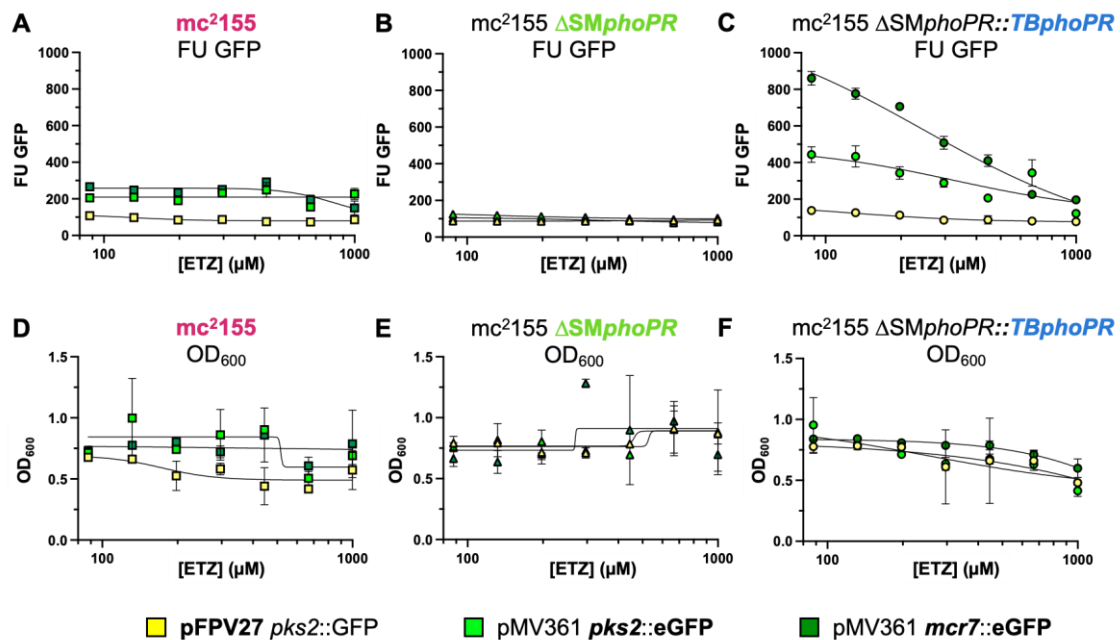 A
mc²155
FU GFP
FU GFP
1000
800
600
400
200
0
100
1000
[ETZ] (µM)
B
mc²155 ΔSMphoPR
FU GFP
FU GFP
1000
800
600
400
200
0
100
1000
[ETZ] (µM)
C
mc²155 ΔSMphoPR::TBphoPR
FU GFP
FU GFP
1000
800
600
400
200
0
100
1000
[ETZ] (µM)
D
mc²155
OD₆₀₀
OD₆₀₀
1.5
1.0
0.5
0.0
100
1000
[ETZ] (µM)
E
mc²155 ΔSMphoPR
OD₆₀₀
OD₆₀₀
1.5
1.0
0.5
0.0
100
1000
[ETZ] (µM)
F
mc²155 ΔSMphoPR::TBphoPR
OD₆₀₀
OD₆₀₀
1.5
1.0
0.5
0.0
100
1000
[ETZ] (µM)
pFPV27 pks2::GFP
pMV361 pks2::eGFP
pMV361 mcr7::eGFP